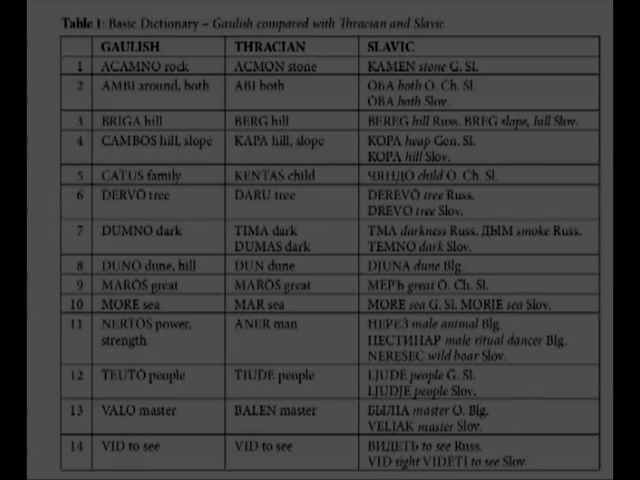 Table 1: Basic Dictionary – Gaulish compared with Thracian and Slavic
GAULISH THRACIAN SLAVIC
1 ACAMNO rock ACMON stone KAMEN stone G. Sl.
2 AMBI around, both ABI both OBA both O. Ch. Sl.
OBA both Slov.
3 BRIGA hill BERG hill BEREG hill Russ. BREG slope, hill Slov.
4 CAMBOS hill, slope KAPA hill, slope KOPA heap Gen. Sl.
KOPA hill Slov.
5 CATUS family KENTAS child ЧЯНДО child O. Ch. Sl.
6 DERVO tree DARU tree DEREVO tree Russ.
DREVO tree Slov.
7 DUMNO dark TIMA dark TMA darkness Russ. ДЫМ smoke Russ.
DUMAS dark TEMNO dark Slov.
8 DUNO dune, hill DUN dune DJUNA dune Blg.
9 MAROS great MAROS great МЕРЪ great O. Ch. Sl.
10 MORE sea MAR sea MORE sea G. Sl. MORJE sea Slov.
11 NERTOS power, ANER man НЕРЕЗ male animal Blg.
strength НЕСТИНАР male ritual dancer Blg.
NERESEC wild boar Slov.
12 TEUTO people TIUDE people LJUDE people G. Sl.
LJUDJE people Slov.
13 VALO master BALEN master master O. Blg.
VELJAK master Slov.
14 VID to see VID to see ВИДЕТЬ to see Russ.
VID sight VIDETI to see Slov.